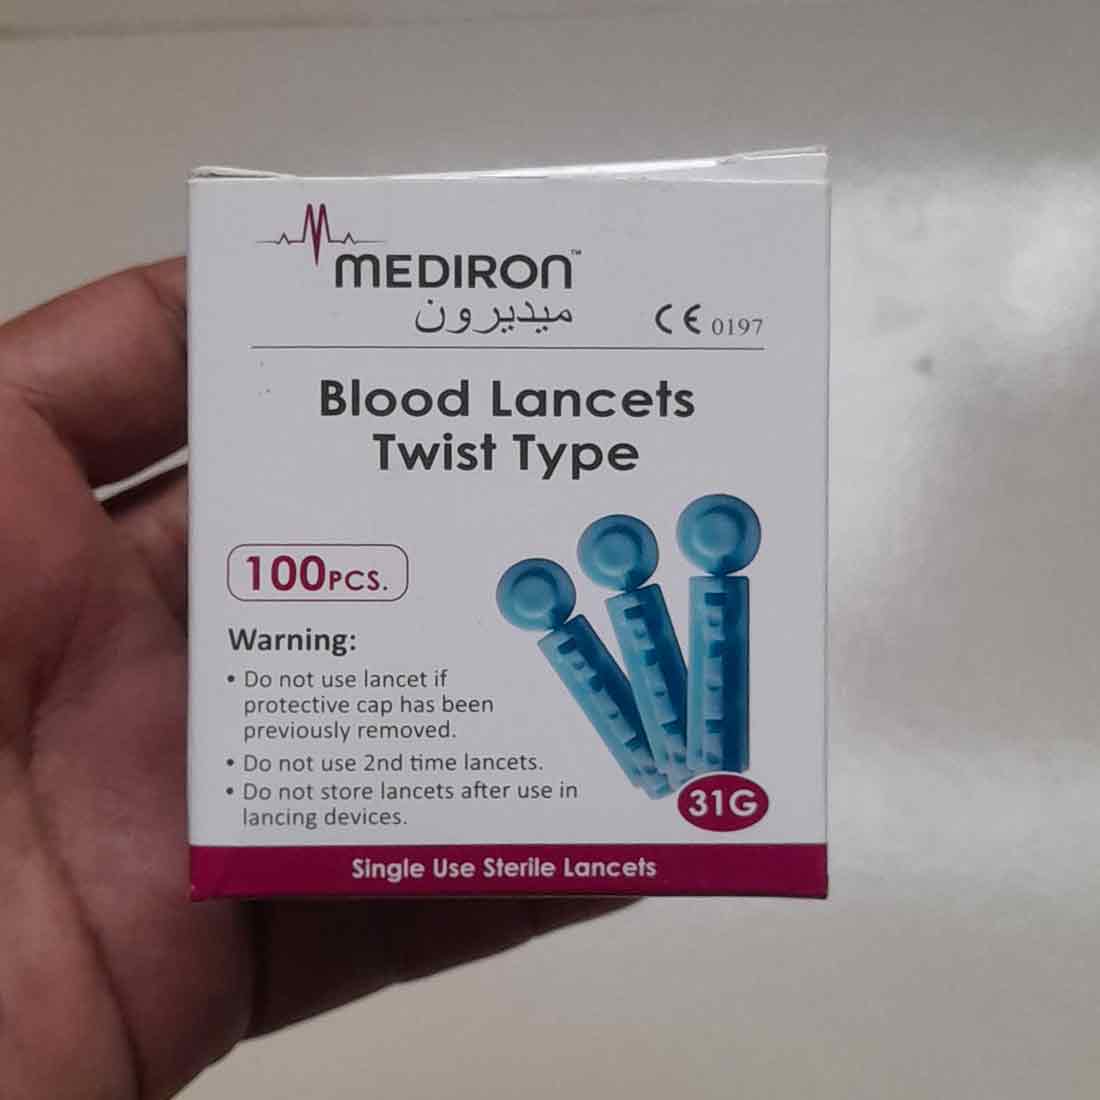 MEDIRON™
ميديرون
CE 0197
Blood Lancets
Twist Type
100PCS.
Warning:
• Do not use lancet if
protective cap has been
previously removed.
• Do not use 2nd time lancets.
• Do not store lancets after use in
lancing devices.
31G
Single Use Sterile Lancets